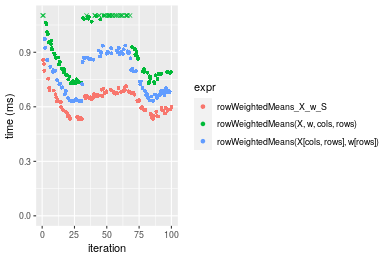 time (ms)
0.9
0.6
0.3
0.0
0
25
50
75
100
iteration
expr
rowWeightedMeans_X_w_S
rowWeightedMeans(X, w, cols, rows)
rowWeightedMeans(X[cols, rows], w[rows])